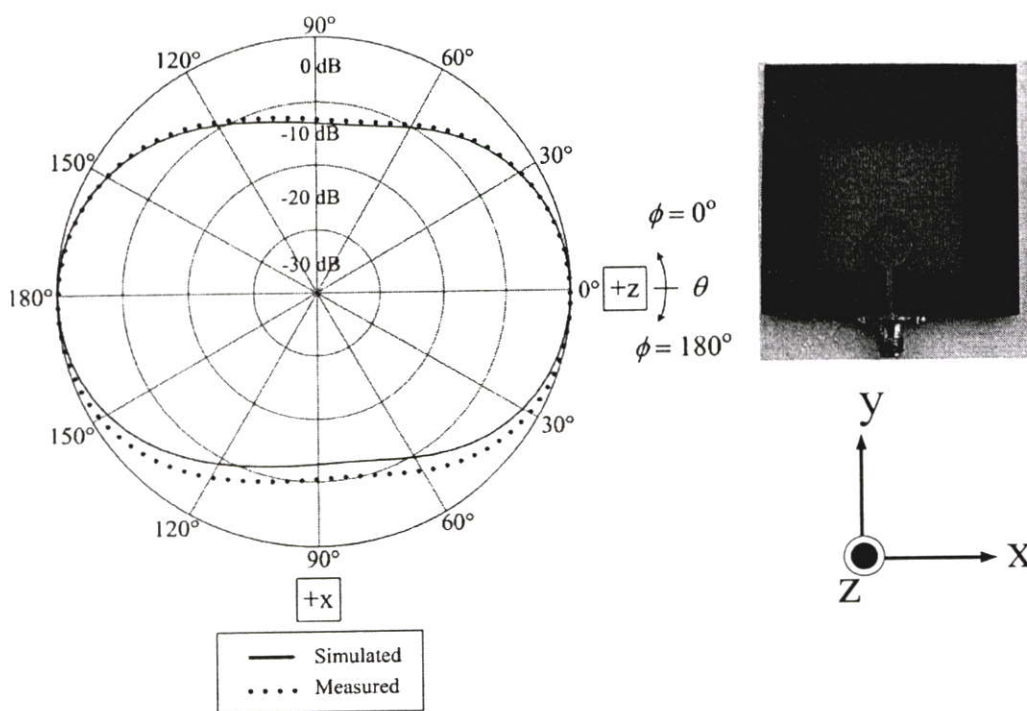 90°
120°
60°
0 dB
-10 dB
150°
30°
-20 dB
ϕ = 0°
-30 dB
180°
0°
+z
θ
ϕ = 180°
150°
30°
y
120°
60°
90°
x
z
+x
Simulated
Measured